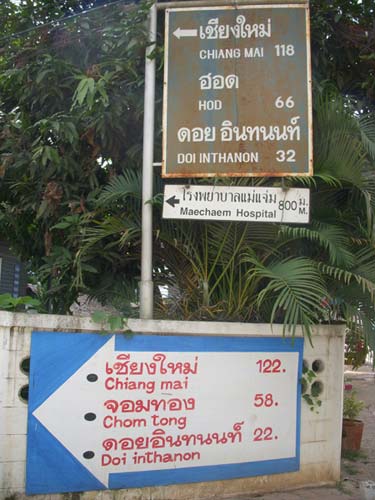 เชียงใหม่
CHIANG MAI 118
ฮอด
HOD 66
ดอย อินทนนท์
DOI INTHANON 32
โรงพยาบาลแม่แจ่ม 800 ม.
Maechaem Hospital M.
เชียงใหม่ 122.
Chiang mai
จอมทอง 58.
Chom tong
ดอยอินทนนท์ 22.
Doi inthanon